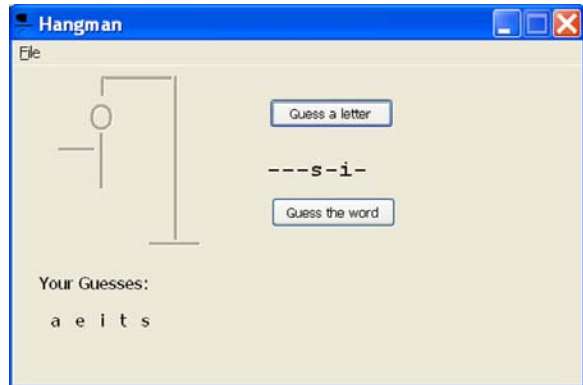 Hangman
File
Guess a letter
---s-i-
Guess the word
Your Guesses:
a e i t s